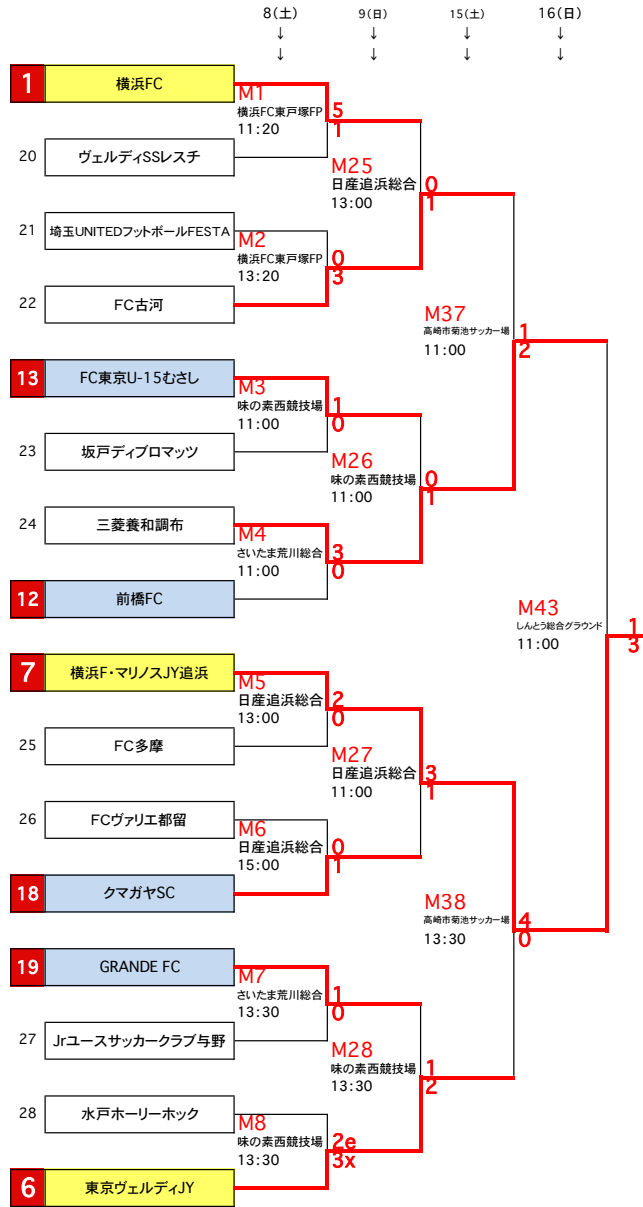 8(土) 9(日) 15(土) 16(日)
↓ ↓ ↓ ↓
↓ ↓ ↓ ↓
1 横浜FC
M1
横浜FC東戸塚FP
11:20
5
1
20 ヴェルディSSレスチ
M25
日産追浜総合
13:00
0
1
21 埼玉UNITEDフットボールFESTA
M2
横浜FC東戸塚FP
13:20
0
3
22 FC古河
M37
高崎市菊池サッカー場
11:00
1
2
13 FC東京U-15むさし
M3
味の素西競技場
11:00
1
0
23 坂戸ディプロマッツ
M26
味の素西競技場
11:00
0
1
24 三菱養和調布
M4
さいたま荒川総合
11:00
3
0
12 前橋FC
M43
しんとう総合グラウンド
11:00
1
3
7 横浜F・マリノスJY追浜
M5
日産追浜総合
13:00
2
0
25 FC多摩
M27
日産追浜総合
11:00
3
1
26 FCヴァリエ都留
M6
日産追浜総合
15:00
0
1
18 クマガヤSC
M38
高崎市菊池サッカー場
13:30
4
0
19 GRANDE FC
M7
さいたま荒川総合
13:30
1
0
27 Jrユースサッカークラブ与野
M28
味の素西競技場
13:30
1
2
28 水戸ホーリーホック
M8
味の素西競技場
13:30
2e
3x
6 東京ヴェルディJY